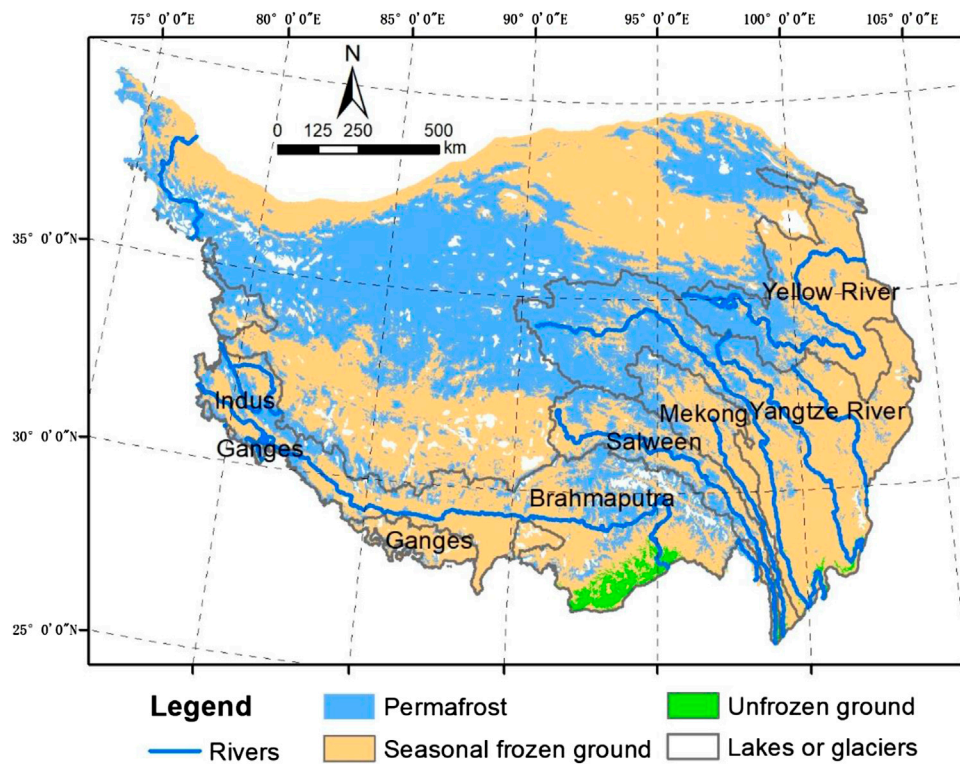 75° 0′0″E 80° 0′0″E 85° 0′0″E 90° 0′0″E 95° 0′0″E 100° 0′0″E 105° 0′0″E
N
0 125 250 500
km
35° 0′0″N
Yellow River
Indus
Mekong Yangtze River
30° 0′0″N
Salween
Ganges
Brahmaputra
Ganges
25° 0′0″N
Legend
Permafrost
Unfrozen ground
Rivers
Seasonal frozen ground
Lakes or glaciers